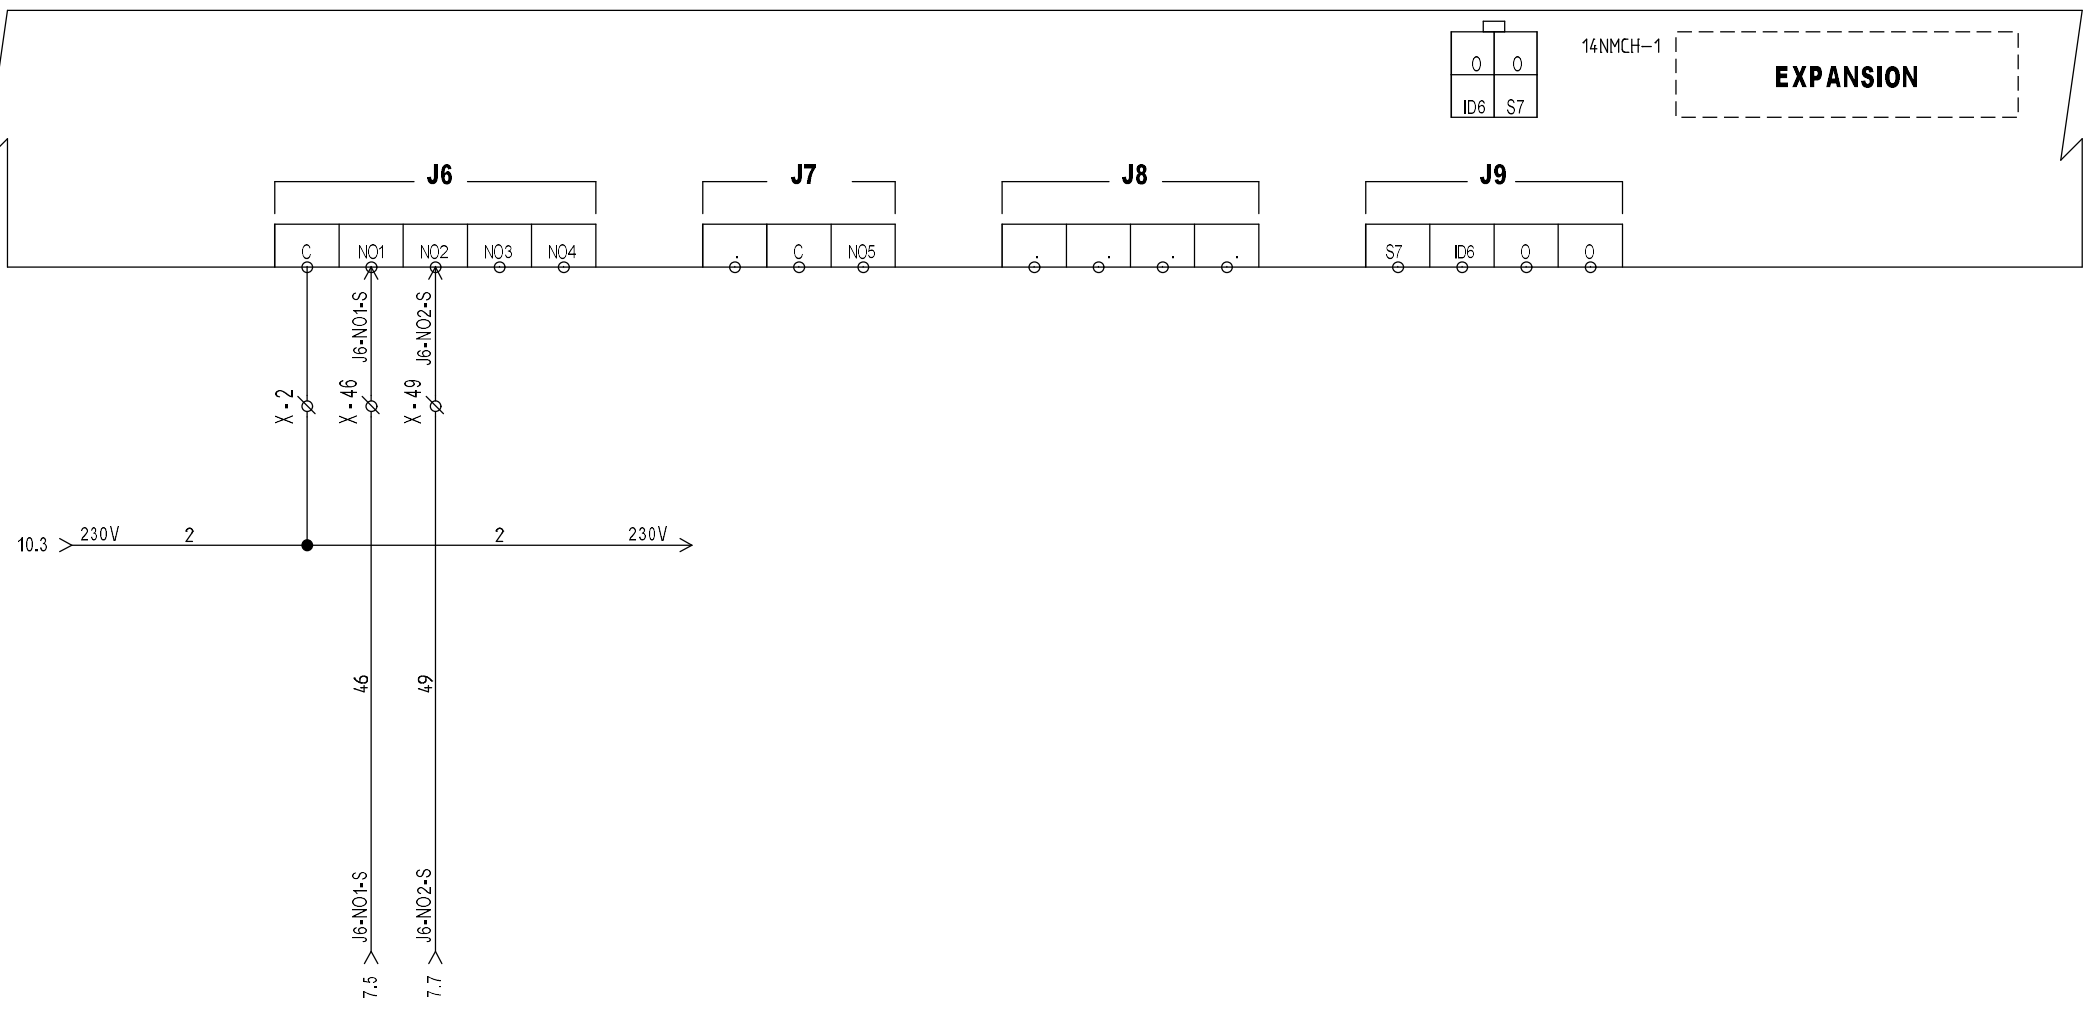 14NMCH-1
EXPANSION
O O
ID6 S7
J6 J7 J8 J9
C NO1 NO2 NO3 NO4 . C NO5 . . . . S7 ID6 O O
J6-NO1-S
J6-NO2-S
X - 2
X - 46
X - 49
10.3 230V 2 2 230V
46
49
J6-NO1-S
J6-NO2-S
7.5
7.7